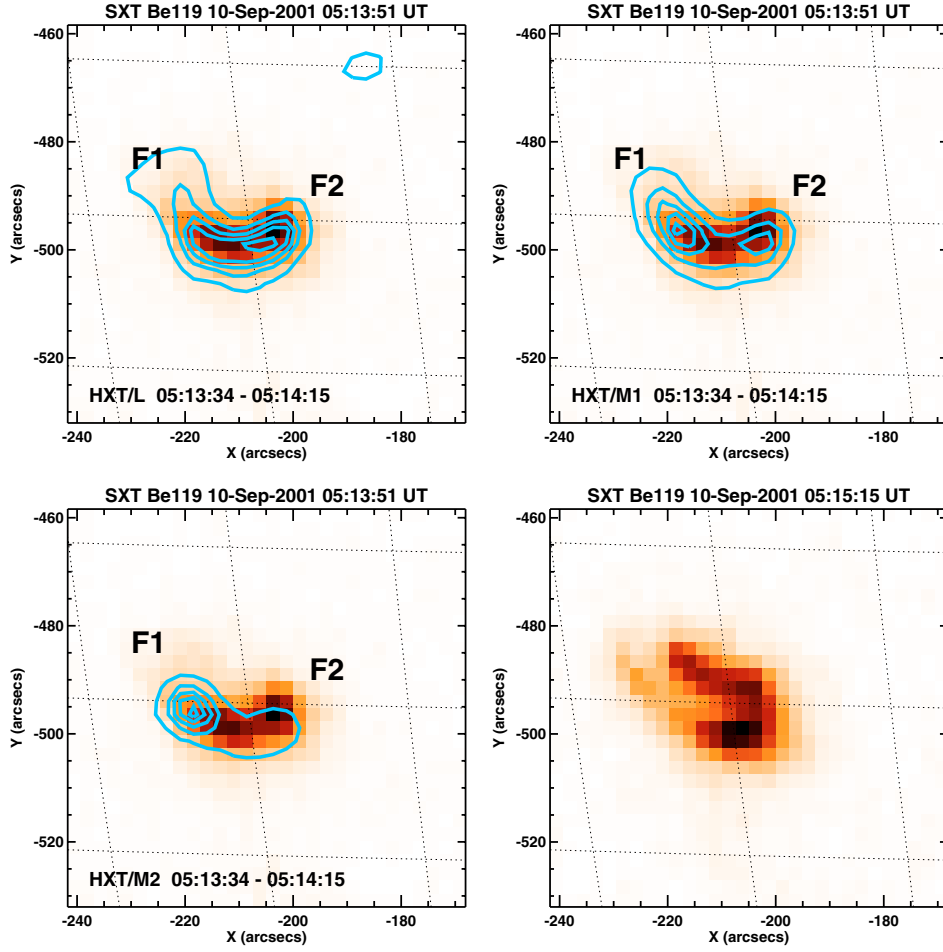 SXT Be119 10-Sep-2001 05:13:51 UT
-460
-480
-500
-520
Y (arcsecs)
F1
F2
HXT/L 05:13:34 - 05:14:15
-240
-220
-200
-180
X (arcsecs)
SXT Be119 10-Sep-2001 05:13:51 UT
-460
-480
-500
-520
Y (arcsecs)
F1
F2
HXT/M1 05:13:34 - 05:14:15
-240
-220
-200
-180
X (arcsecs)
SXT Be119 10-Sep-2001 05:13:51 UT
-460
-480
-500
-520
Y (arcsecs)
F1
F2
HXT/M2 05:13:34 - 05:14:15
-240
-220
-200
-180
X (arcsecs)
SXT Be119 10-Sep-2001 05:15:15 UT
-460
-480
-500
-520
Y (arcsecs)
-240
-220
-200
-180
X (arcsecs)